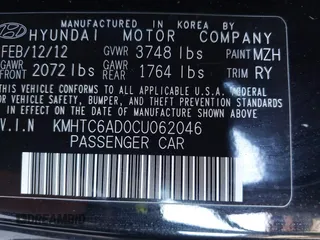 MANUFACTURED IN KOREA BY
HYUNDAI MOTOR COMPANY
FEB/12/12 GVWR 3748 lbs PAINT MZH
GAWR FRONT 2072 lbs GAWR REAR 1764 lbs TRIM RY
THIS VEHICLE CONFORMS TO ALL APPLICABLE U.S.A. FEDERAL
MOTOR VEHICLE SAFETY, BUMPER, AND THEFT PREVENTION
STANDARDS IN EFFECT ON THE DATE OF MANUFACTURE SHOWN ABOVE.
V.I.N KMHTC6AD0CU062046
PASSENGER CAR